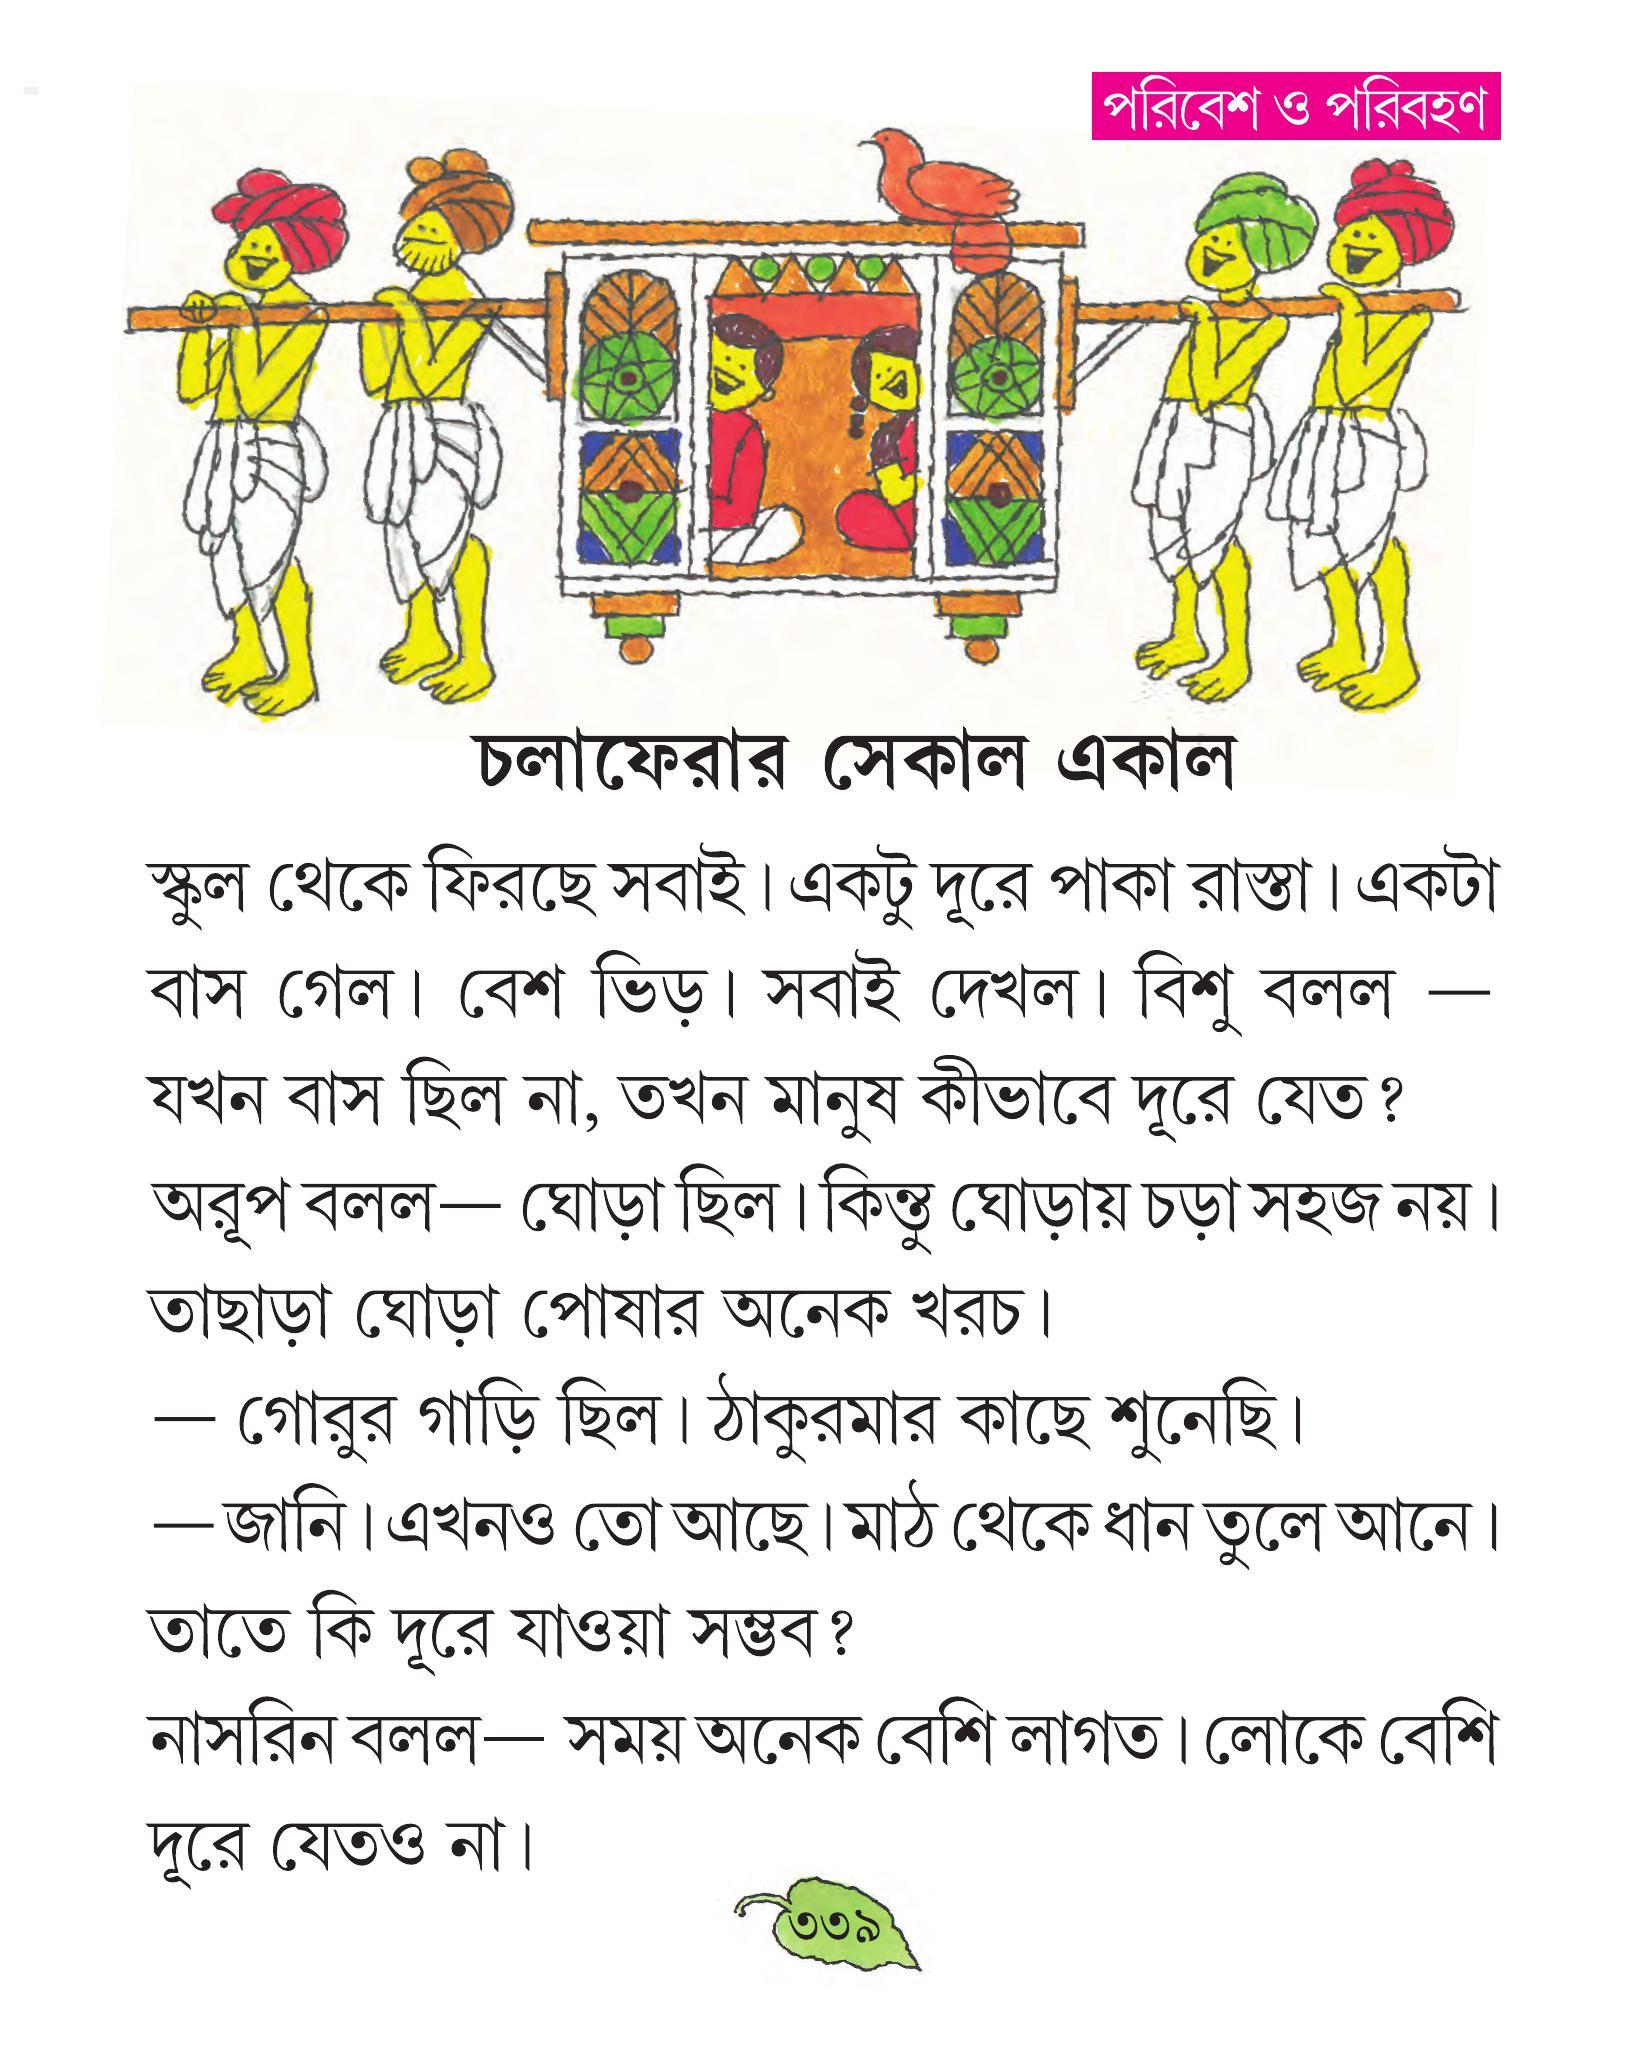 পরিবেশ ও পরিবহণ
চলাফেরার সেকাল একাল
স্কুল থেকে ফিরছে সবাই। একটু দূরে পাকা রাস্তা। একটা
বাস গেল। বেশ ভিড়। সবাই দেখল। বিশু বলল —
যখন বাস ছিল না, তখন মানুষ কীভাবে দূরে যেত?
অরূপ বলল— ঘোড়া ছিল। কিন্তু ঘোড়ায় চড়া সহজ নয়।
তাছাড়া ঘোড়া পোষার অনেক খরচ।
— গোরুর গাড়ি ছিল। ঠাকুরমার কাছে শুনেছি।
— জানি। এখনও তো আছে। মাঠ থেকে ধান তুলে আনে।
তাতে কি দূরে যাওয়া সম্ভব?
নাসরিন বলল— সময় অনেক বেশি লাগত। লোকে বেশি
দূরে যেতও না।
৩৩৯